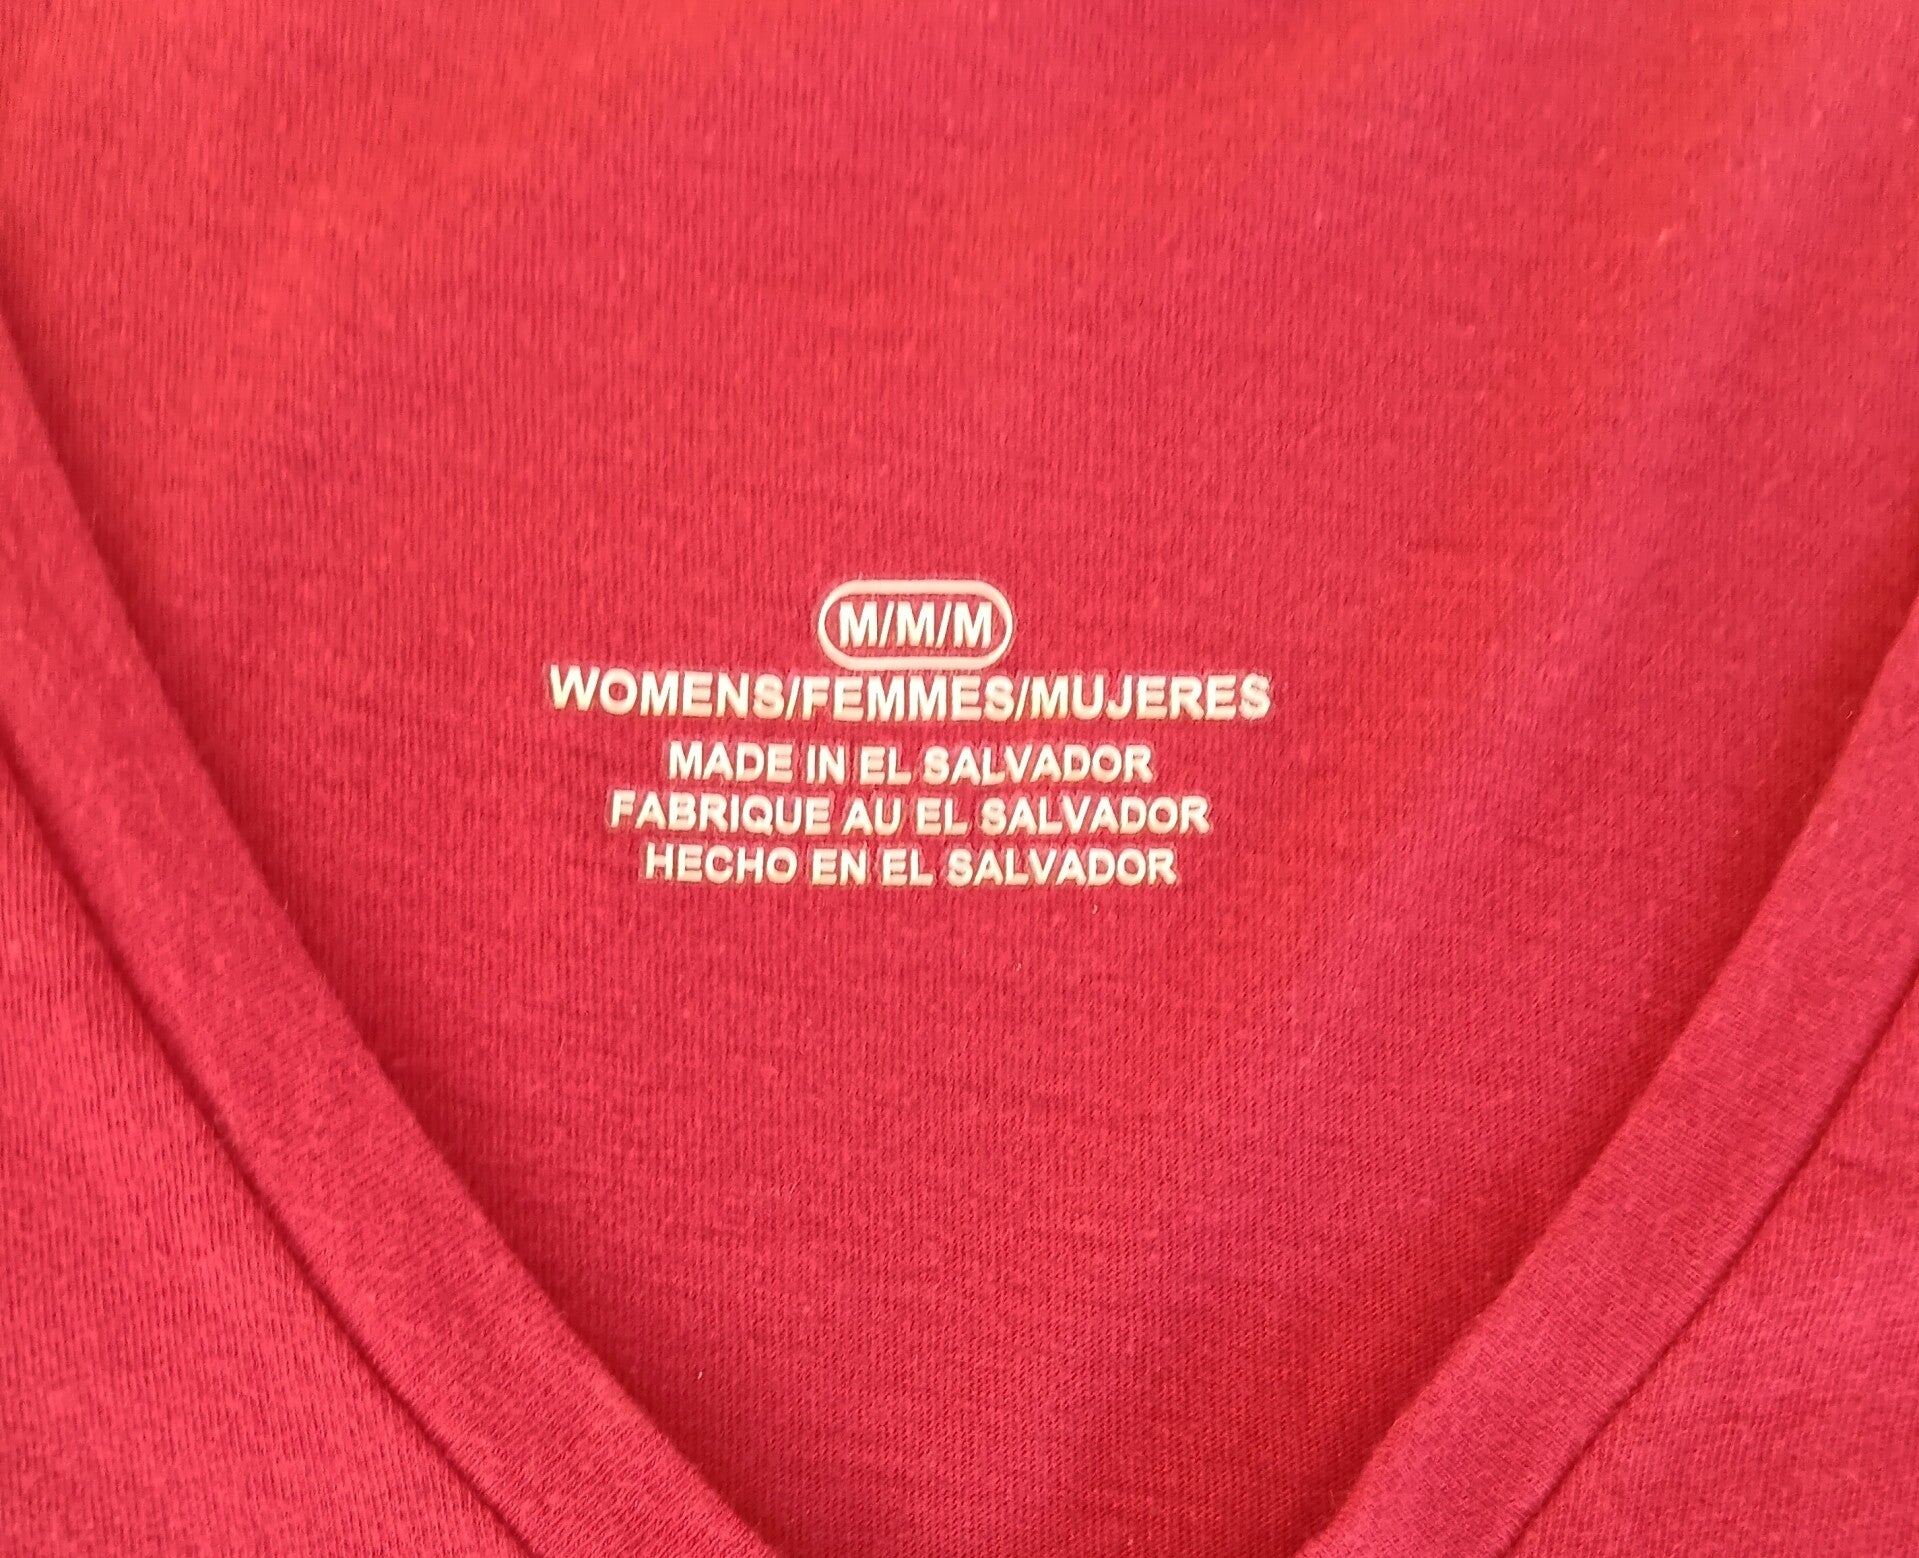 M/M/M
WOMENS/FEMMES/MUJERES
MADE IN EL SALVADOR
FABRIQUE AU EL SALVADOR
HECHO EN EL SALVADOR